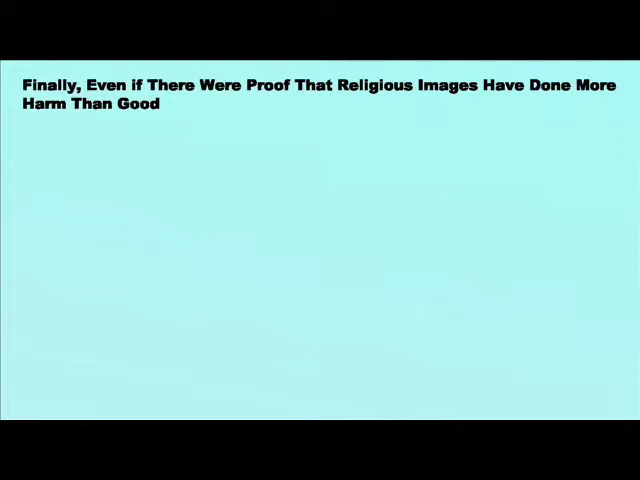 Finally, Even if There Were Proof That Religious Images Have Done More
Harm Than Good